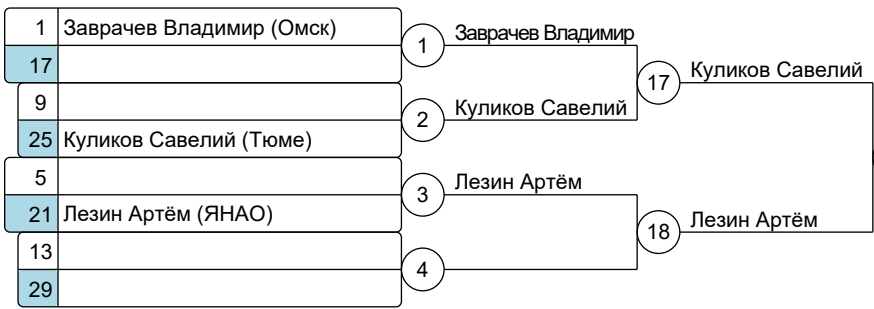 1 Заврачев Владимир (Омск)
17
9
25 Куликов Савелий (Тюме)
5
21 Лезин Артём (ЯНАО)
13
29
1 Заврачев Владимир
2 Куликов Савелий
3 Лезин Артём
4
17 Куликов Савелий
18 Лезин Артём